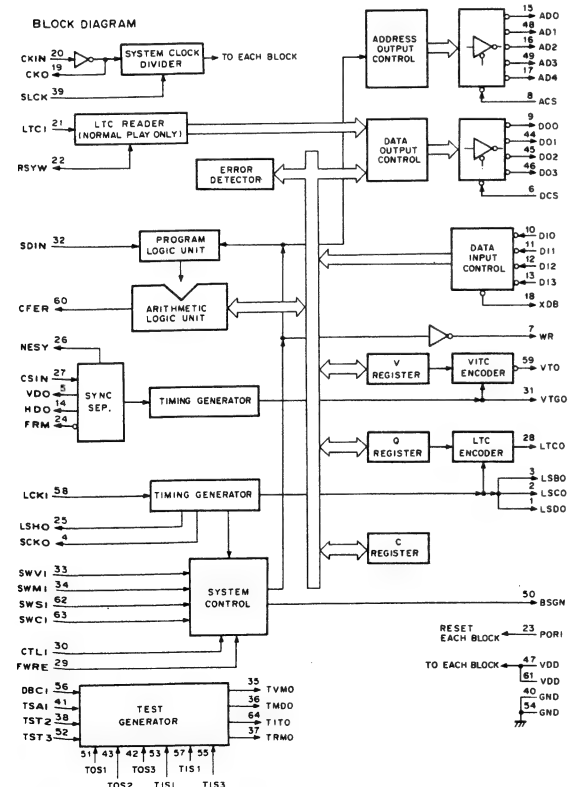 BLOCK DIAGRAM
CKIN 20
CKO 19
SYSTEM CLOCK
DIVIDER
TO EACH BLOCK
SLCK 39
LTCI 21
LTC READER
(NORMAL PLAY ONLY)
RSYW 22
ERROR
DETECTOR
ADDRESS
OUTPUT
CONTROL
15 AD0
48 AD1
16 AD2
49 AD3
17 AD4
8 ACS
DATA
OUTPUT
CONTROL
9 DO0
44 DO1
45 DO2
46 DO3
6 DCS
SDIN 32
PROGRAM
LOGIC UNIT
CFER 60
ARITHMETIC
LOGIC UNIT
DATA
INPUT
CONTROL
10 DI0
11 DI1
12 DI2
13 DI3
18 XDB
7 WR
NESY 26
CSIN 27
VDO 5
HDO 14
FRM 24
SYNC
SEP.
TIMING GENERATOR
V
REGISTER
VITC
ENCODER
59 VTO
31 VTGO
Q
REGISTER
LTC
ENCODER
28 LTCO
3 LSBO
2 LSCO
1 LSDO
LCKI 58
TIMING GENERATOR
LSHO 25
SCKO 4
C
REGISTER
SWVI 33
SWMI 34
SWSI 62
SWCI 63
SYSTEM
CONTROL
CTLI 30
FWRE 29
50 BSGN
RESET
EACH BLOCK
23 PORI
TO EACH BLOCK
47 VDD
61 VDD
40 GND
54 GND
DBCI 56
TSAI 41
TST2 38
TST3 52
TEST
GENERATOR
35 TVMO
36 TMDO
64 TITO
37 TRMO
51 43 42 53 57 55
TOS1 TOS3 TIS1
TOS2 TIS1 TIS3